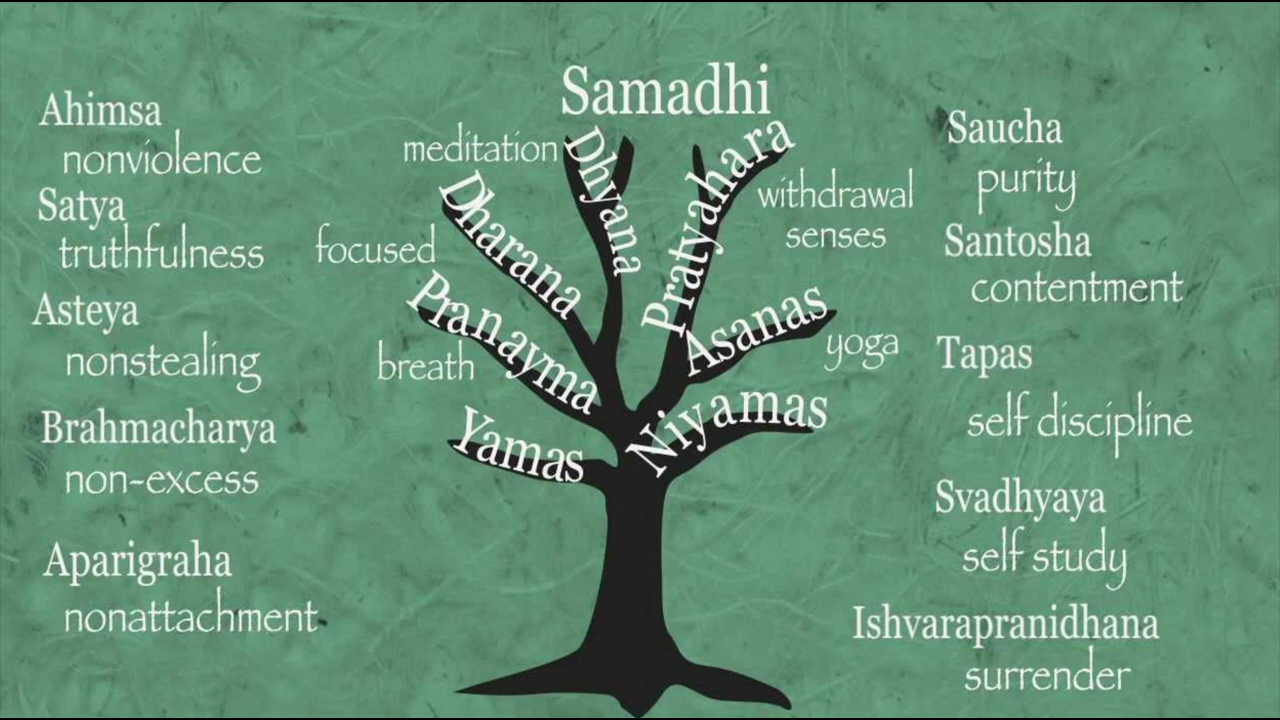 Samadhi
Ahimsa
nonviolence
Satya
truthfulness
Asteya
nonstealing
Brahmacharya
non-excess
Aparigraha
nonattachment
meditation
Dhyana
Dharana
focused
Pranayma
breath
Yamas
Pratyahara
withdrawal
senses
Asanas
yoga
Niyamas
Saucha
purity
Santosha
contentment
Tapas
self discipline
Svadhyaya
self study
Ishvarapranidhana
surrender